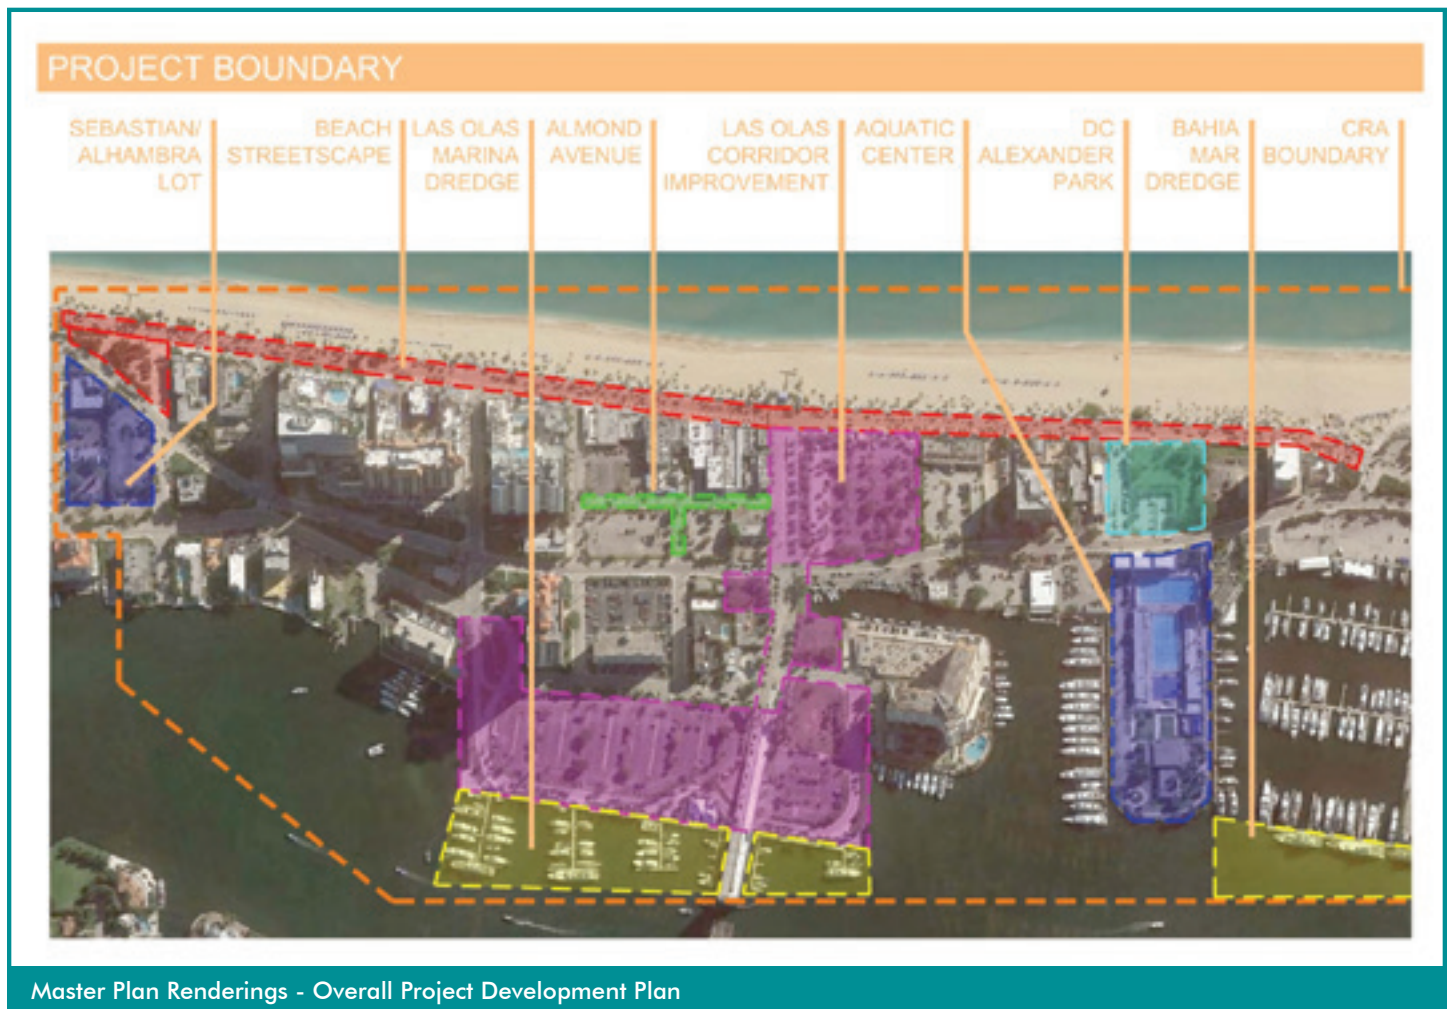 PROJECT BOUNDARY
SEBASTIAN/
ALHAMBRA
LOT
BEACH
STREETSCAPE
LAS OLAS
MARINA
DREDGE
ALMOND
AVENUE
LAS OLAS
CORRIDOR
IMPROVEMENT
AQUATIC
CENTER
DC
ALEXANDER
PARK
BAHIA
MAR
DREDGE
CRA
BOUNDARY
Master Plan Renderings - Overall Project Development Plan